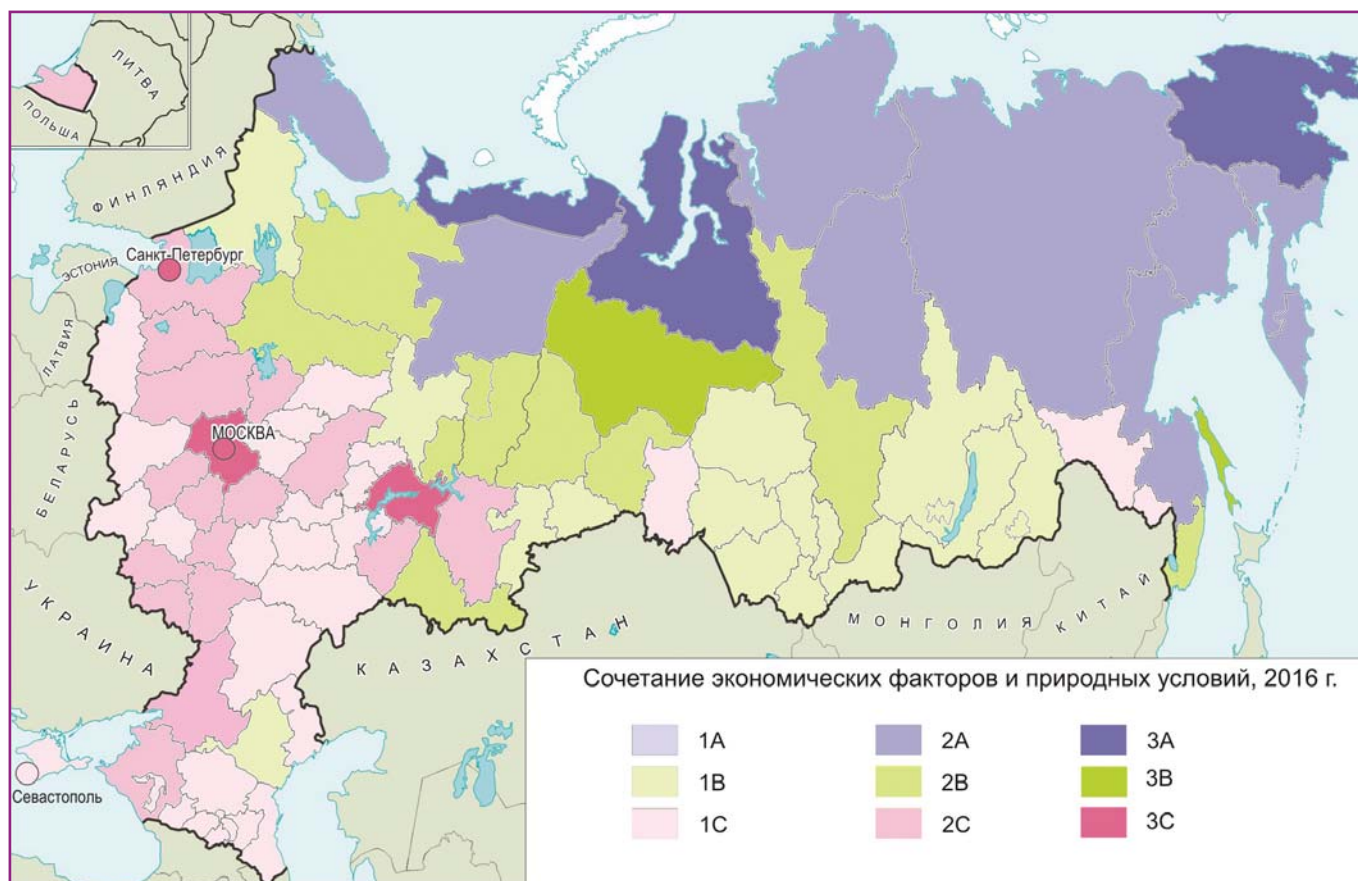 ЛИТВА
ПОЛЬША
ФИНЛЯНДИЯ
Санкт-Петербург
ЭСТОНИЯ
ЛАТВИЯ
БЕЛАРУСЬ
МОСКВА
УКРАИНА
КАЗАХСТАН
МОНГОЛИЯ
КИТАЙ
Севастополь
Сочетание экономических факторов и природных условий, 2016 г.
1A 2A 3A
1B 2B 3B
1C 2C 3C